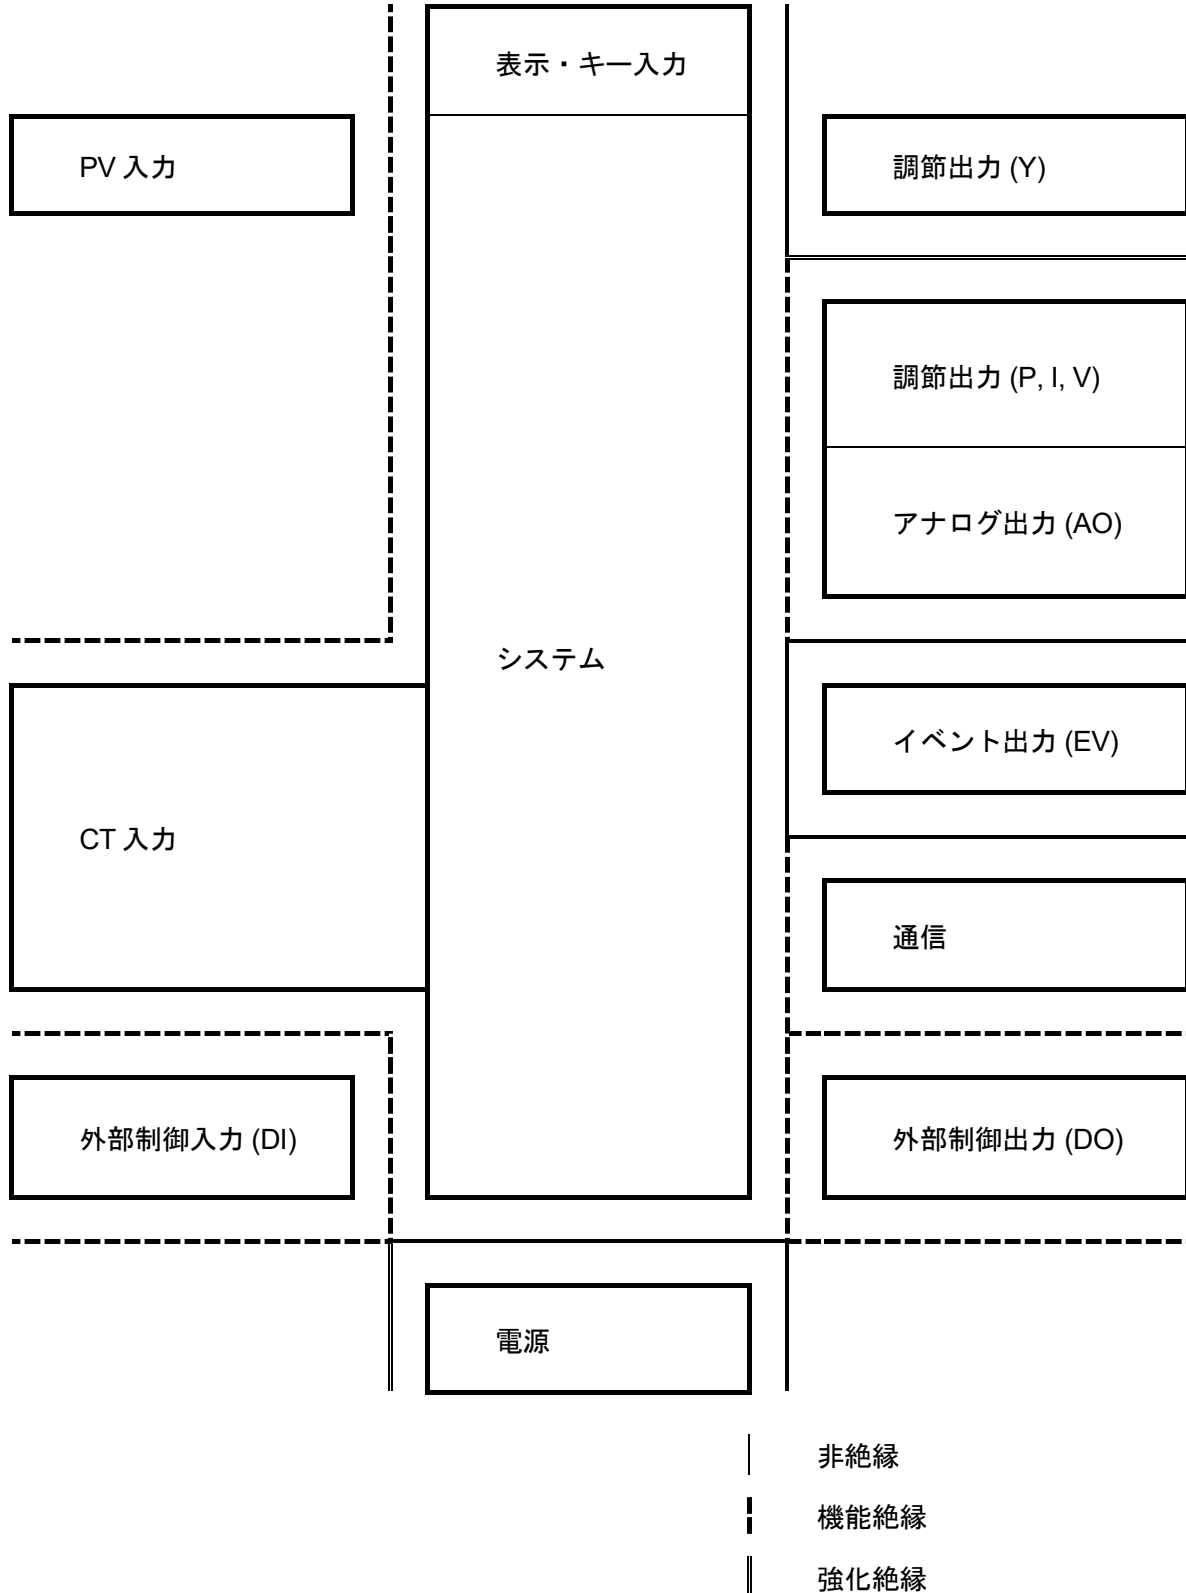 表示・キー入力
PV 入力
調節出力 (Y)
調節出力 (P, I, V)
アナログ出力 (AO)
システム
イベント出力 (EV)
CT 入力
通信
外部制御入力 (DI)
外部制御出力 (DO)
電源
非絶縁
機能絶縁
強化絶縁